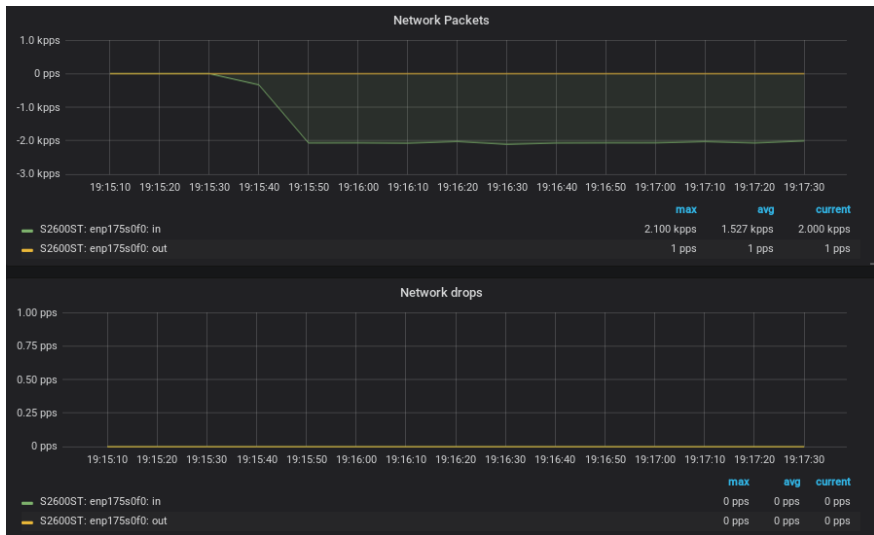 Network Packets
1.0 kpps
0 pps
-1.0 kpps
-2.0 kpps
-3.0 kpps
19:15:10 19:15:20 19:15:30 19:15:40 19:15:50 19:16:00 19:16:10 19:16:20 19:16:30 19:16:40 19:16:50 19:17:00 19:17:10 19:17:20 19:17:30
max avg current
S2600ST: enp175s0f0: in 2.100 kpps 1.527 kpps 2.000 kpps
S2600ST: enp175s0f0: out 1 pps 1 pps 1 pps
Network drops
1.00 pps
0.75 pps
0.50 pps
0.25 pps
0 pps
19:15:10 19:15:20 19:15:30 19:15:40 19:15:50 19:16:00 19:16:10 19:16:20 19:16:30 19:16:40 19:16:50 19:17:00 19:17:10 19:17:20 19:17:30
max avg current
S2600ST: enp175s0f0: in 0 pps 0 pps 0 pps
S2600ST: enp175s0f0: out 0 pps 0 pps 0 pps